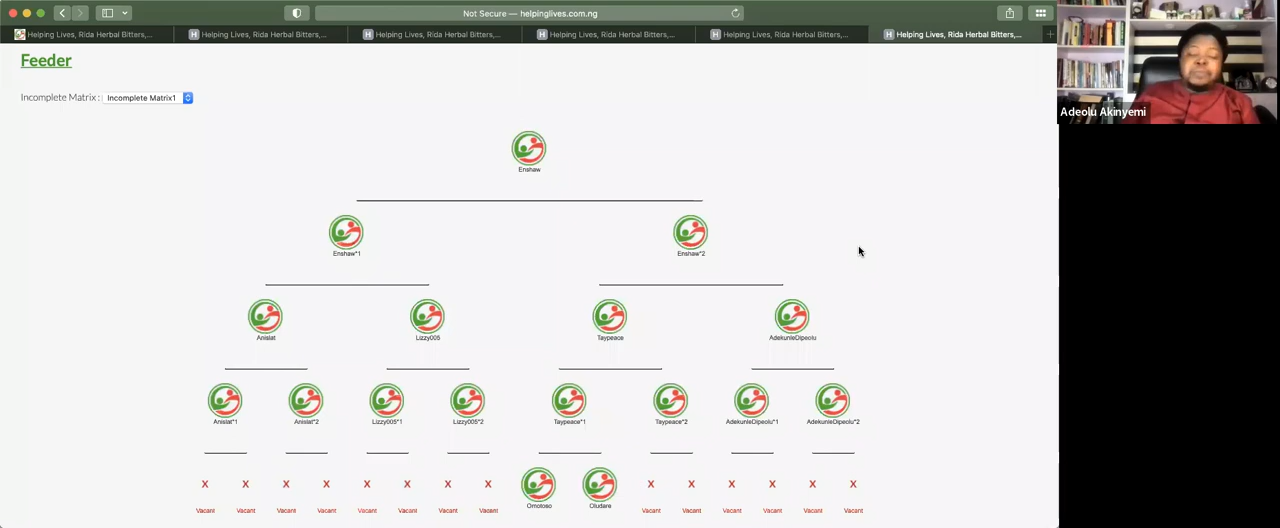 Not Secure — helpinglives.com.ng
Helping Lives, Rida Herbal Bitters,... Helping Lives, Rida Herbal Bitters,... Helping Lives, Rida Herbal Bitters,... Helping Lives, Rida Herbal Bitters,... Helping Lives, Rida Herbal Bitters,... Helping Lives, Rida Herbal Bitters,...
Feeder
Incomplete Matrix : Incomplete Matrix1
Adeolu Akinyemi
Enshaw
Enshaw*1 Enshaw*2
Anislat Lizzy005 Taypeace AdekunleDipeolu
Anislat*1 Anislat*2 Lizzy005*1 Lizzy005*2 Taypeace*1 Taypeace*2 AdekunleDipeolu*1 AdekunleDipeolu*2
X X X X X X X X X X X X X X
Vacant Vacant Vacant Vacant Vacant Vacant Vacant Vacant Omotoso Oludare Vacant Vacant Vacant Vacant Vacant Vacant